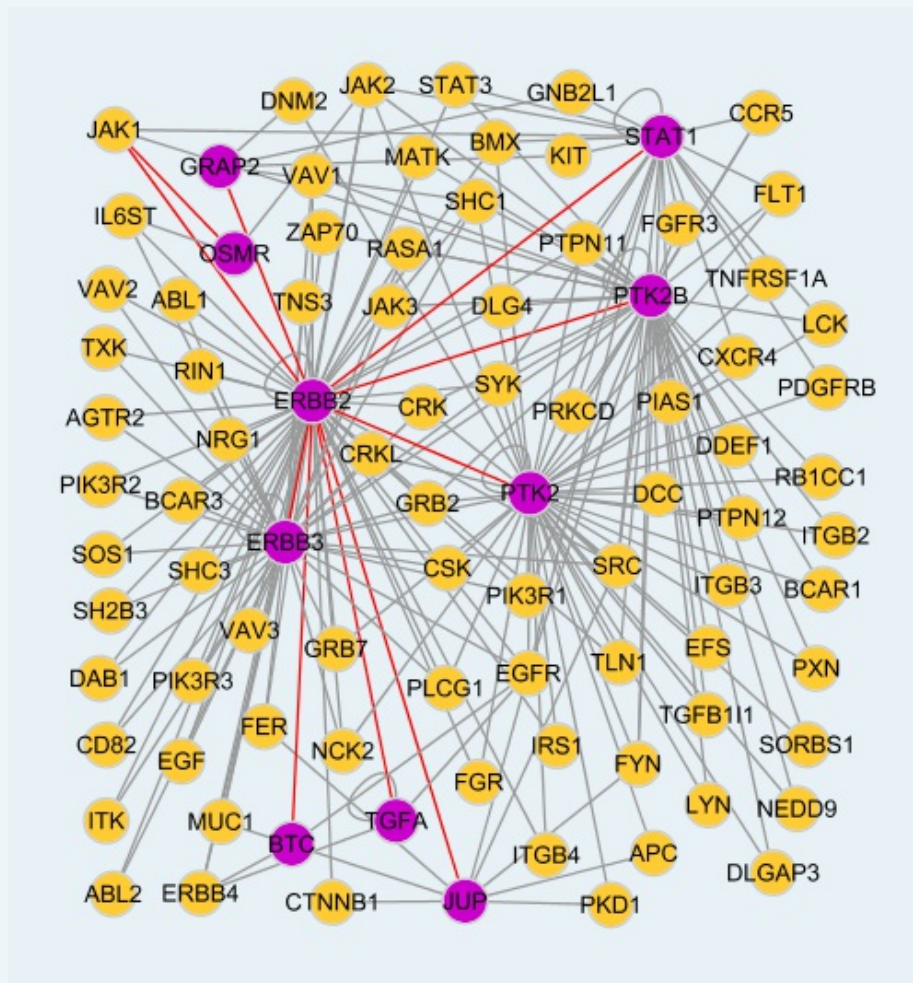 JAK2
STAT3
GNB2L1
DNM2
CCR5
JAK1
STAT1
BMX
KIT
MATK
GRAP2
VAV1
FLT1
SHC1
IL6ST
FGFR3
ZAP70
RASA1
PTPN11
OSMR
TNFRSF1A
VAV2
ABL1
TNS3
JAK3
DLG4
PTK2B
LCK
TXK
RIN1
CXCR4
SYK
PDGFRB
ERBB2
CRK
PRKCD
PIAS1
AGTR2
NRG1
CRKL
DDEF1
RB1CC1
PIK3R2
BCAR3
GRB2
PTK2
DCC
PTPN12
ITGB2
ERBB3
SOS1
SHC3
CSK
SRC
ITGB3
BCAR1
PIK3R1
SH2B3
VAV3
GRB7
EFS
DAB1
PIK3R3
PLCG1
EGFR
TLN1
PXN
TGFB1I1
FER
CD82
EGF
NCK2
IRS1
FYN
SORBS1
FGR
LYN
NEDD9
ITK
MUC1
TGFA
BTC
ITGB4
APC
DLGAP3
ABL2
ERBB4
CTNNB1
JUP
PKD1